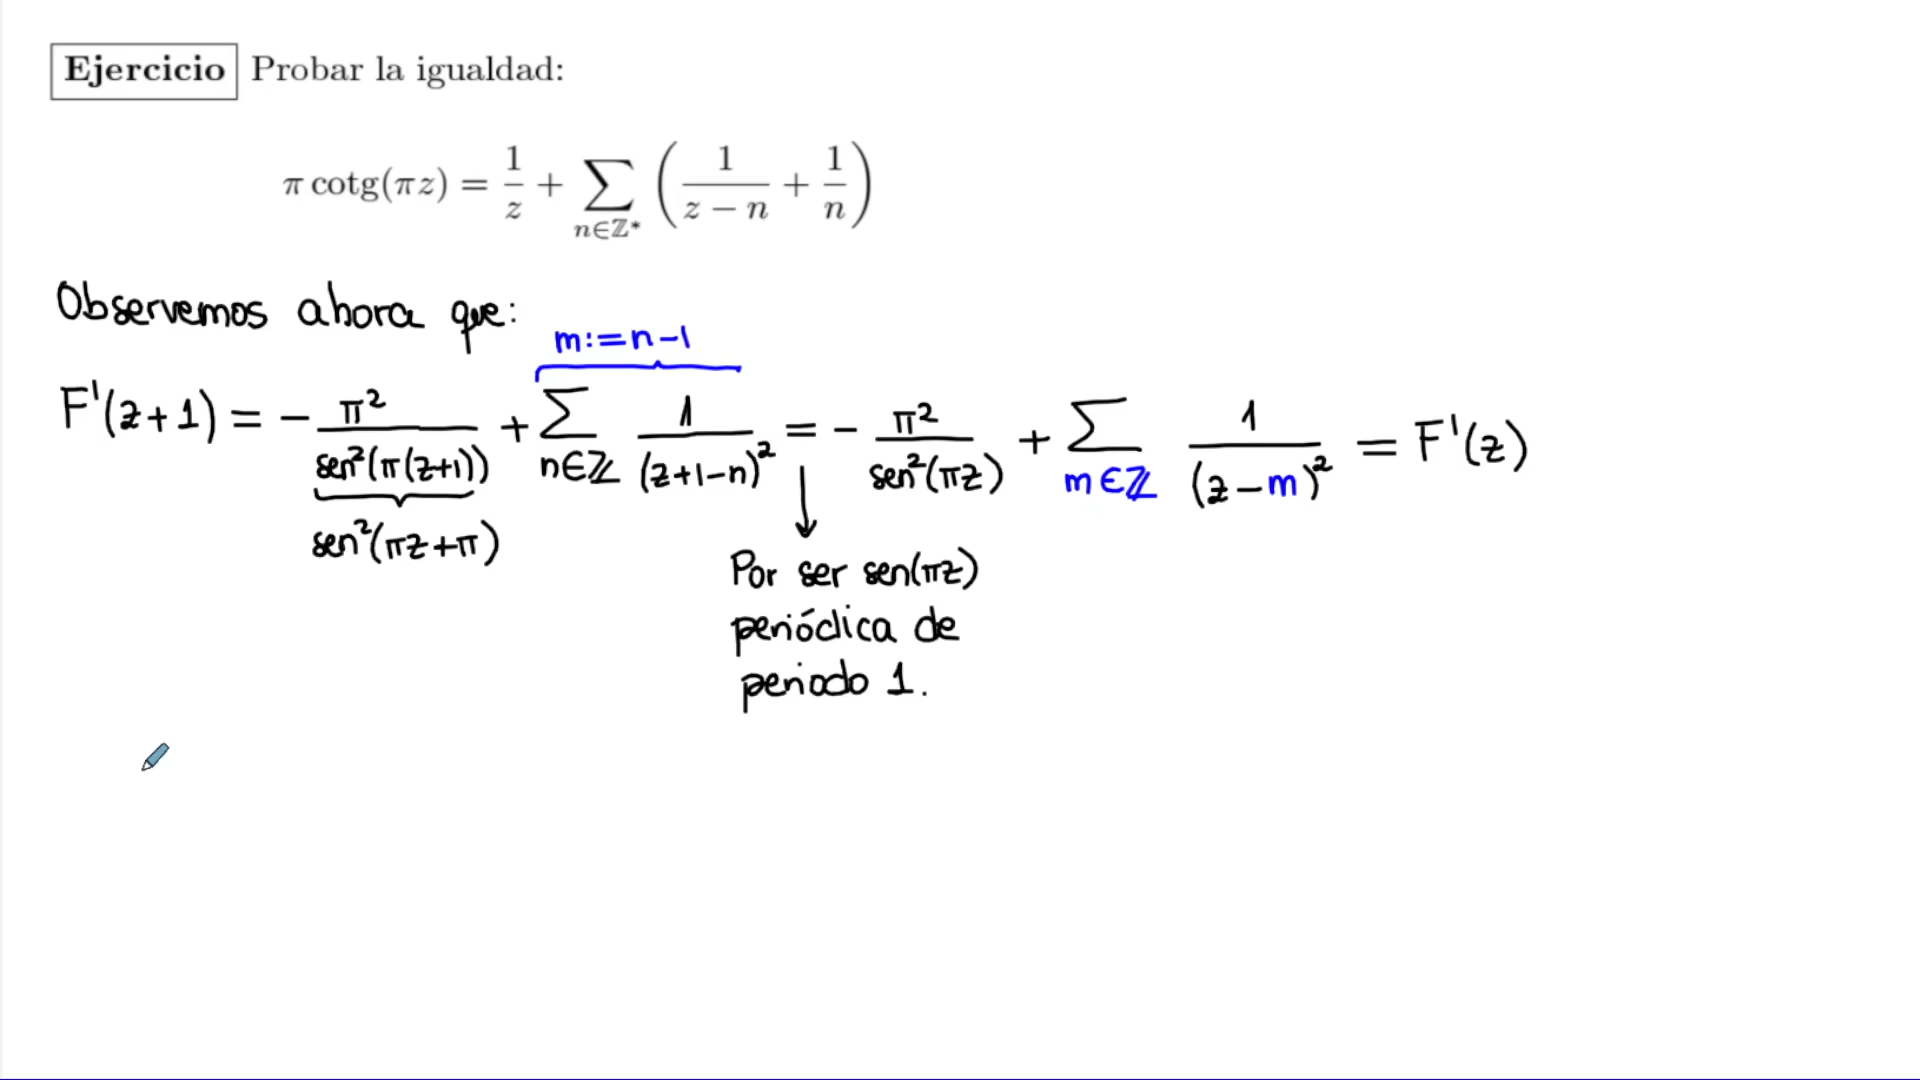 Ejercicio Probar la igualdad:
π cotg(πz) = 1/z + ∑_{n∈ℤ*} (1/(z − n) + 1/n)
Observemos ahora que:
m:=n-1
F'(z+1) = - π²/sen²(π(z+1)) + ∑_{n∈ℤ} 1/(z+1-n)² = - π²/sen²(πz) + ∑_{m∈ℤ} 1/(z-m)² = F'(z)
sen²(πz+π)
Por ser sen(πz)
periódica de
periodo 1.